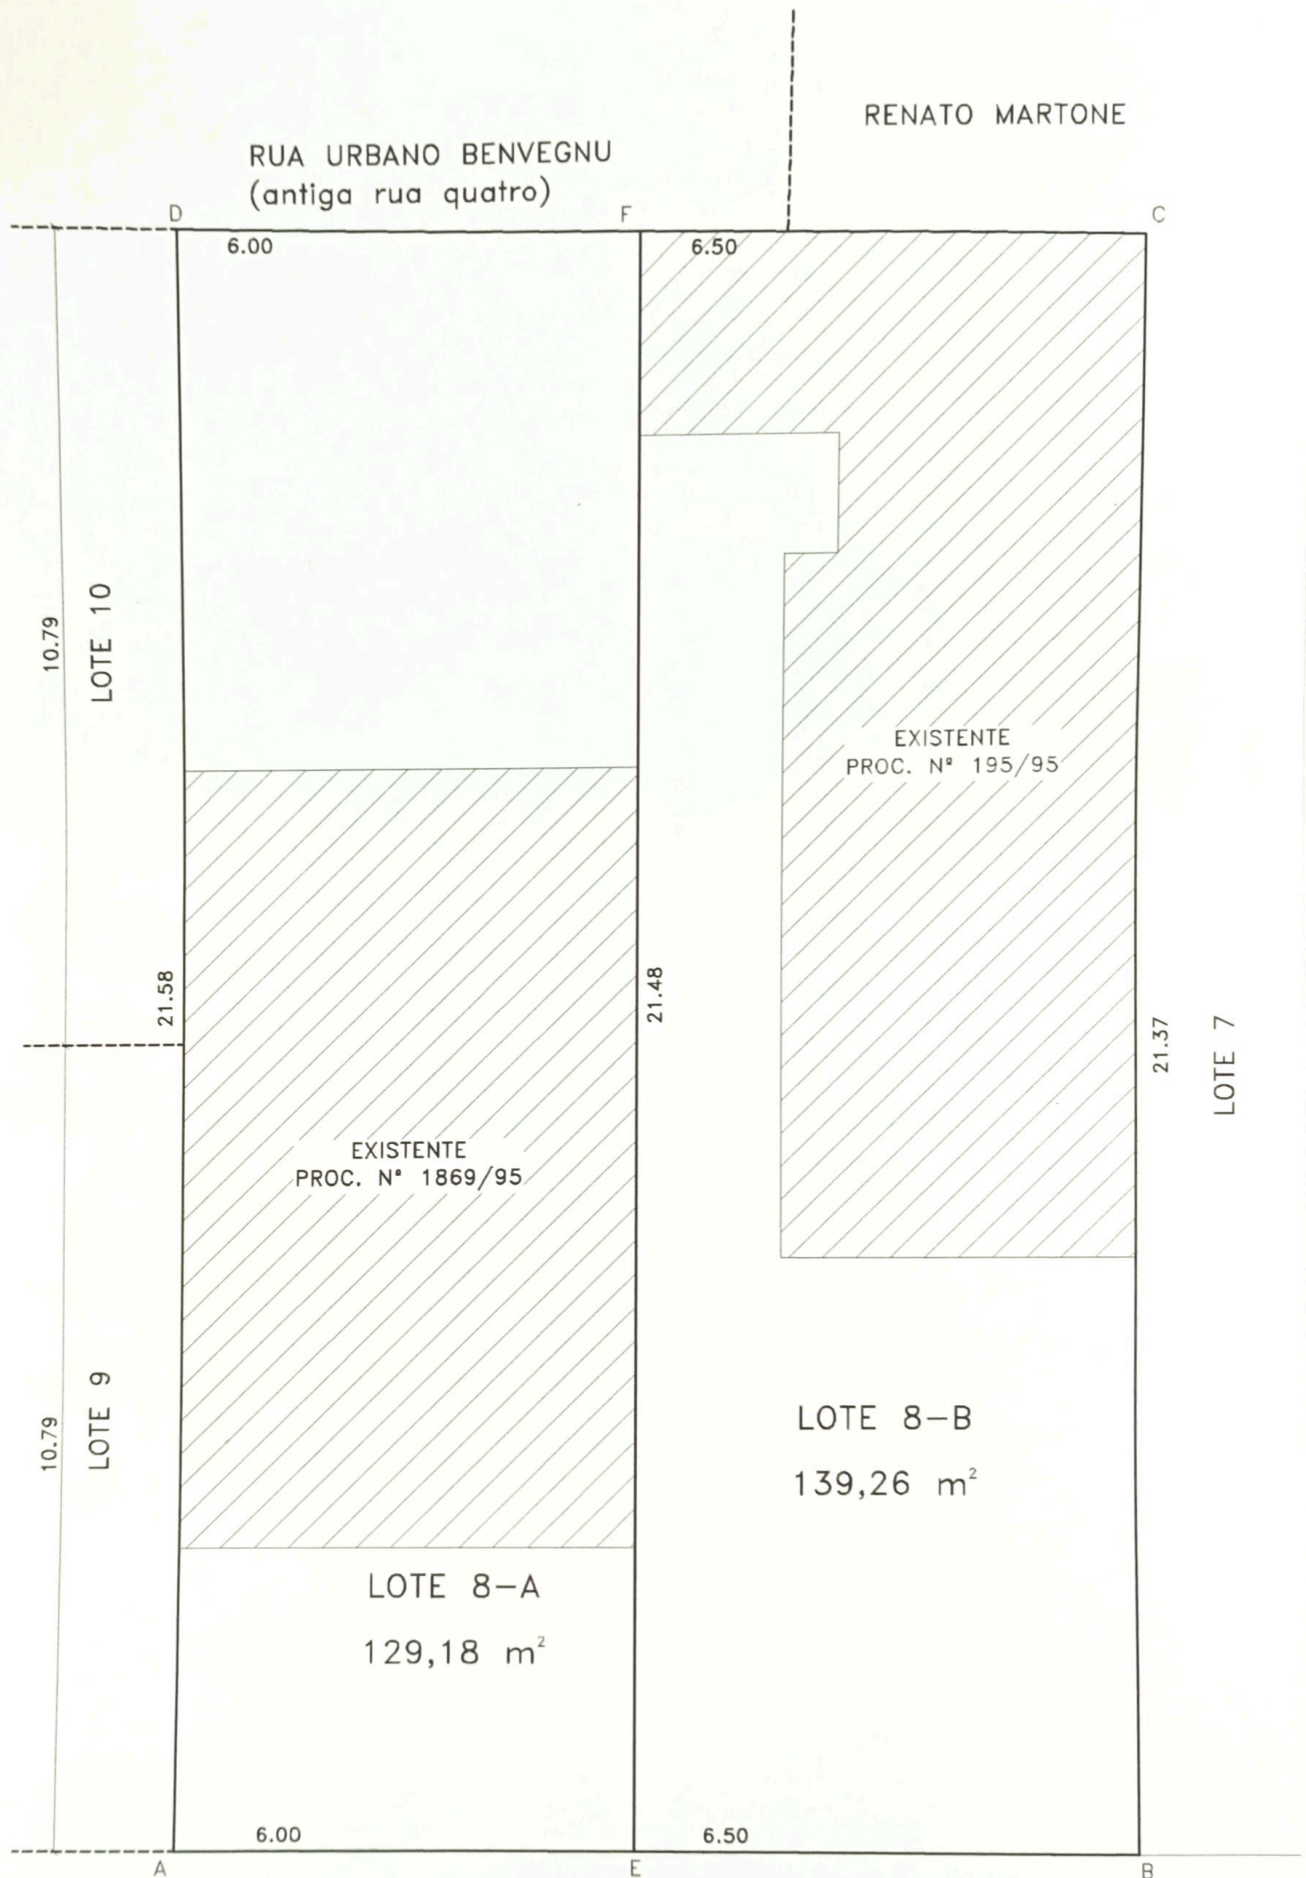 RENATO MARTONE
RUA URBANO BENVEGNU
(antiga rua quatro)
D
F
C
6.00
6.50
10.79
LOTE 10
EXISTENTE
PROC. Nº 195/95
21.58
21.48
21.37
LOTE 7
EXISTENTE
PROC. Nº 1869/95
10.79
LOTE 9
LOTE 8-B
139,26 m²
LOTE 8-A
129,18 m²
6.00
6.50
A
E
B